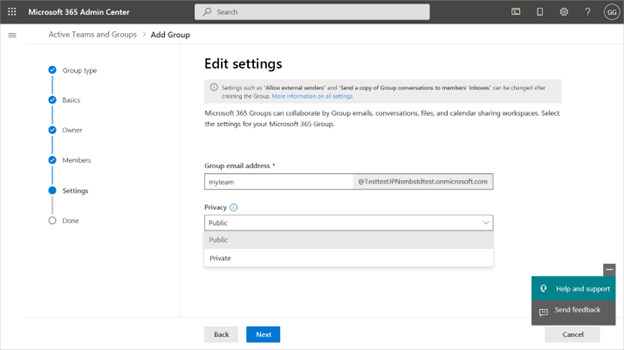 Microsoft 365 Admin Center
Search
GG
Active Teams and Groups > Add Group
Group type
Basics
Owner
Members
Settings
Done
Edit settings
Settings such as "Allow external senders" and "Send a copy of Group conversations to members' Inboxes" can be changed after
creating the Group. More information on all settings
Microsoft 365 Groups can collaborate by Group emails, conversations, files, and calendar sharing workspaces. Select
the settings for your Microsoft 365 Group.
Group email address *
myteam @TesttestJPNsmbstdtest.onmicrosoft.com
Privacy
Public
Public
Private
Help and support
Send feedback
Back Next Cancel